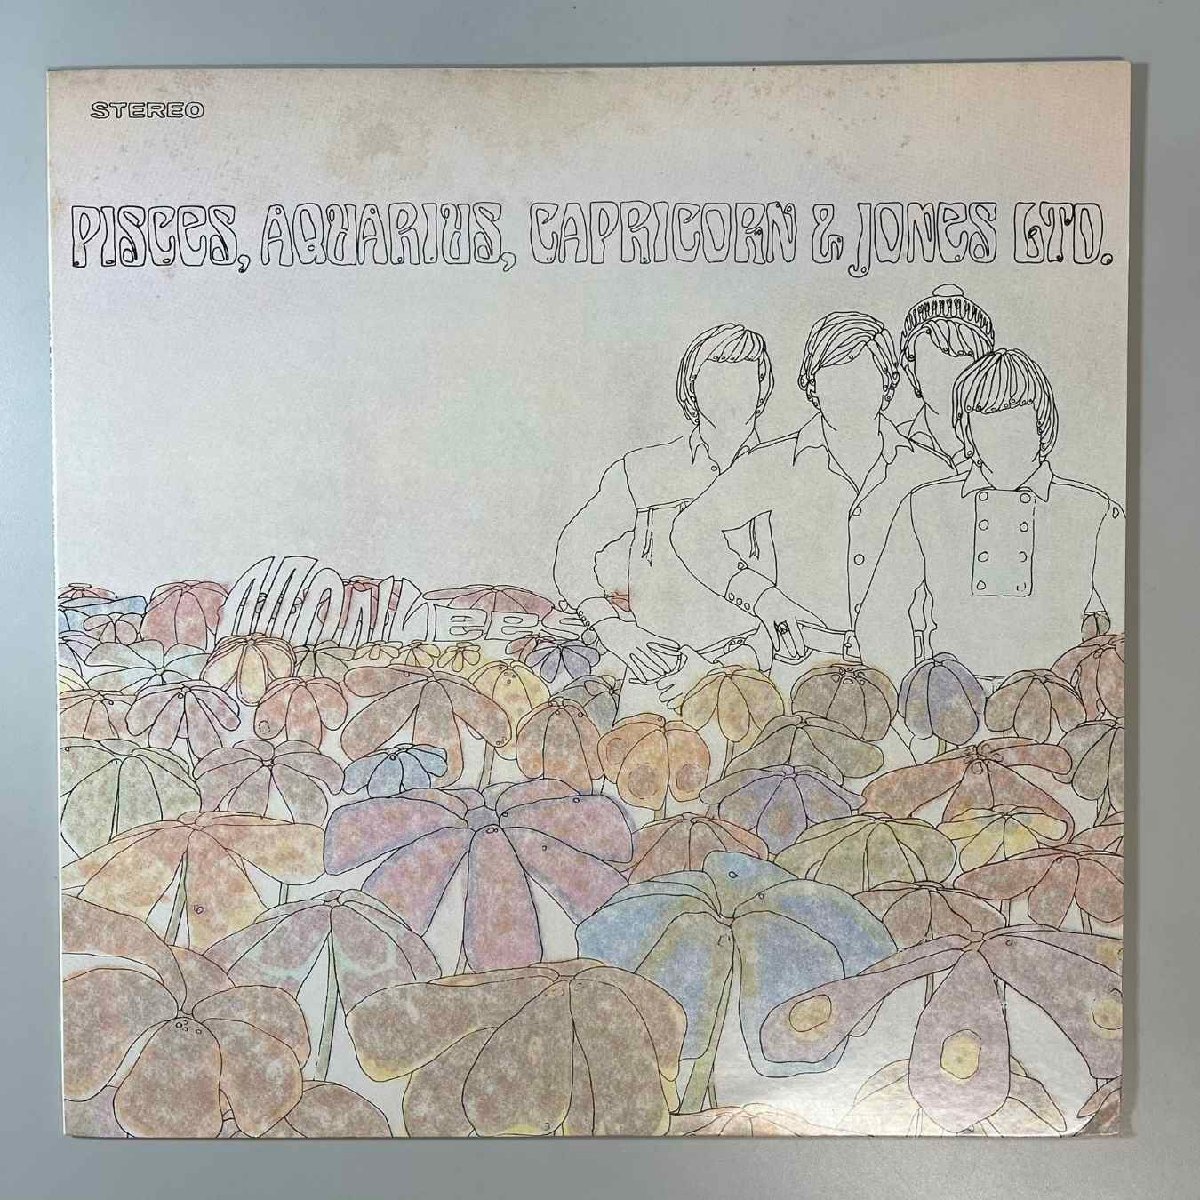 STEREO
PISCES, AQUARIUS, CAPRICORN & JONES LTD.
MONKEES